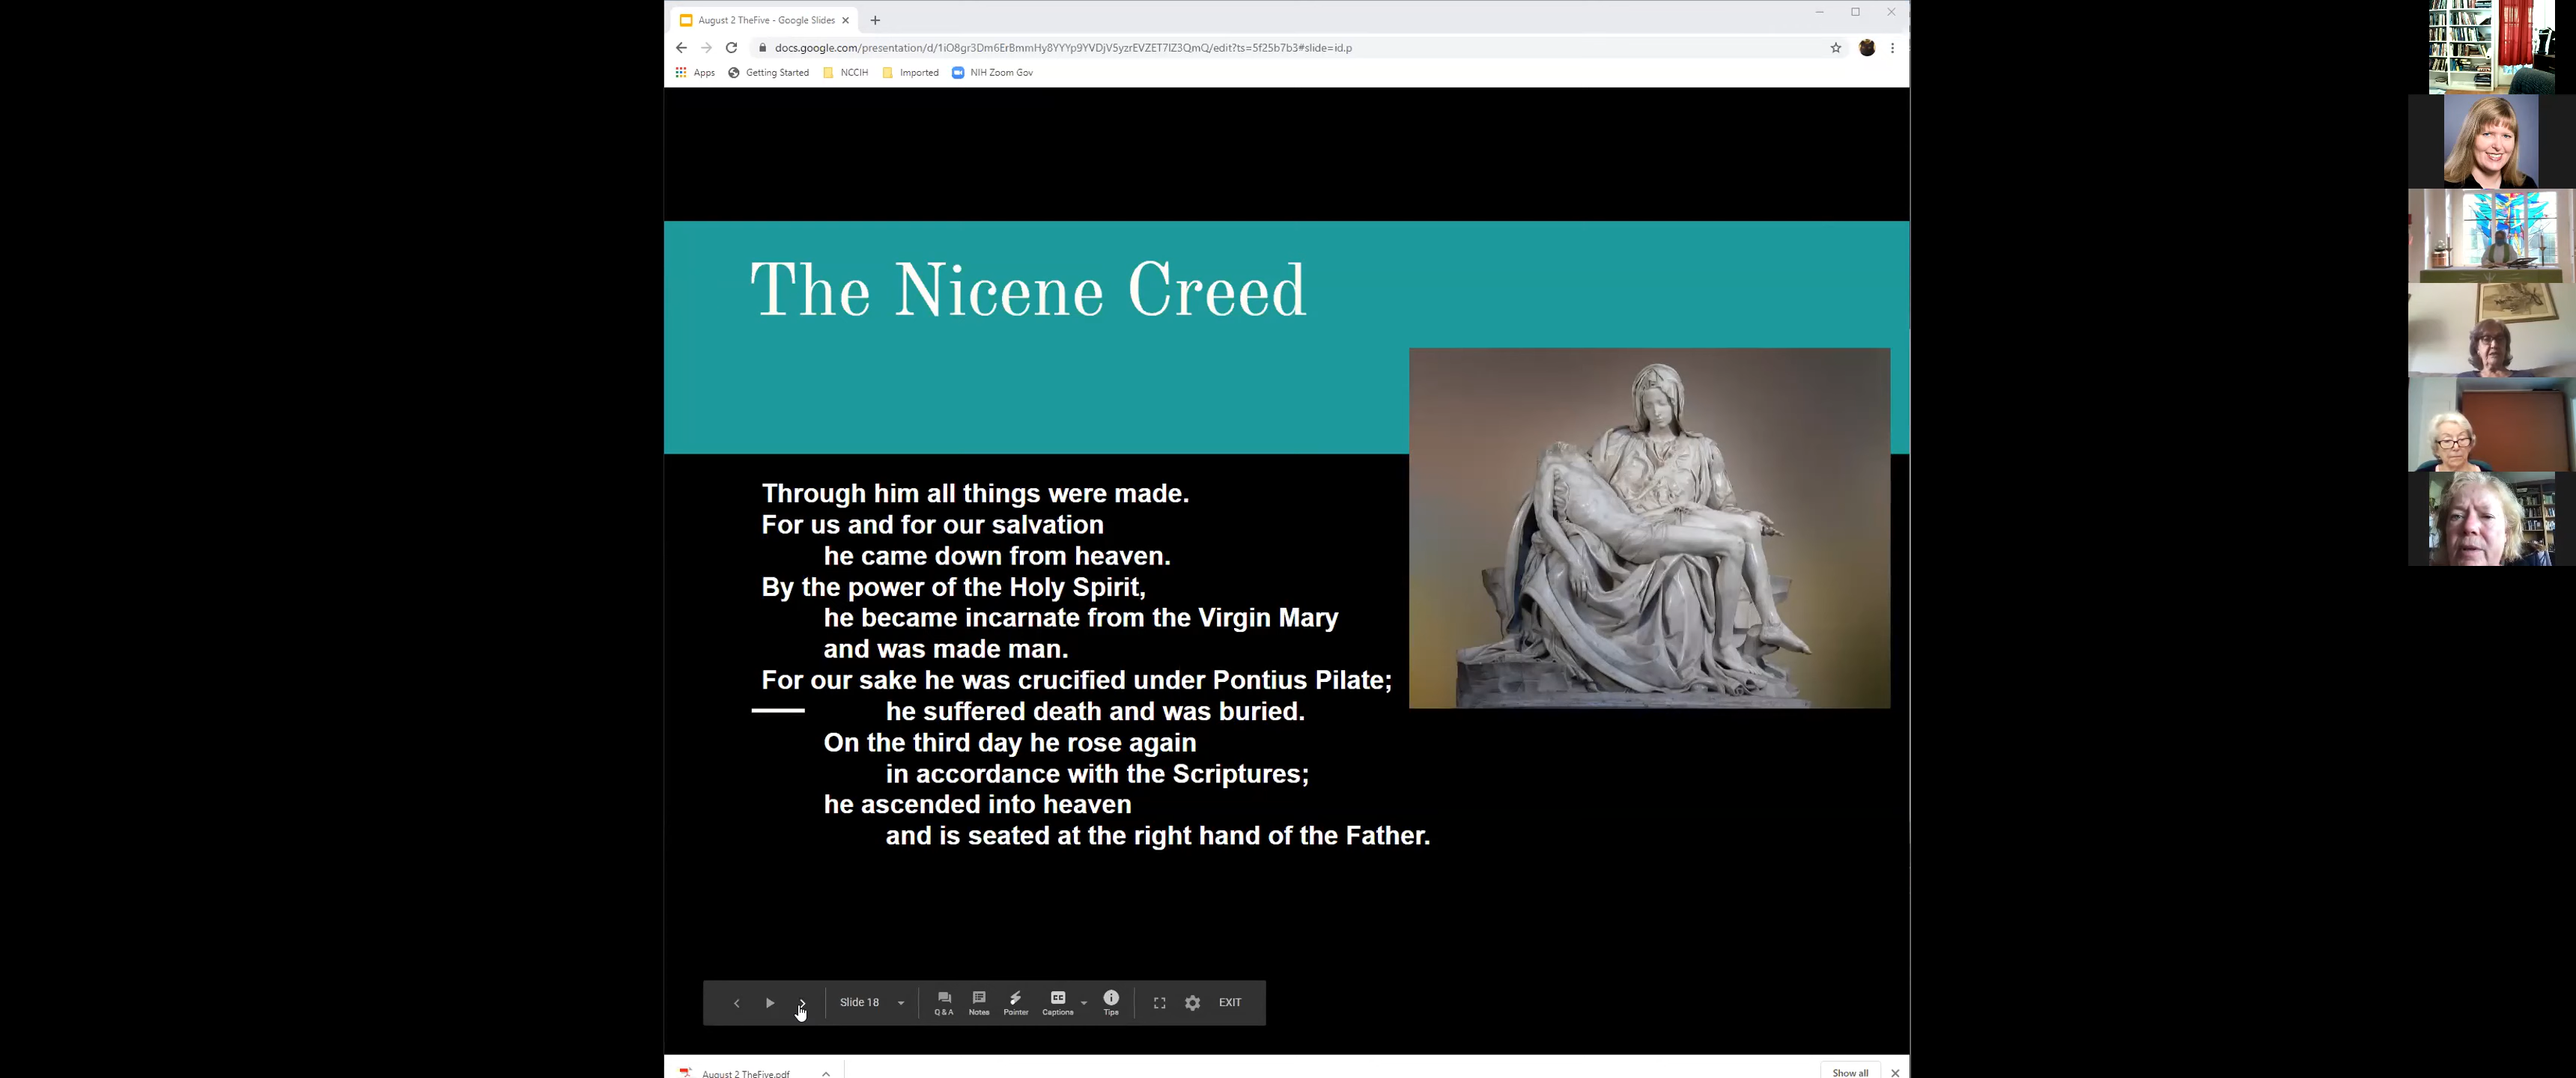 August 2 TheFive - Google Slides
docs.google.com/presentation/d/1iO8gr3Dm6ErBmmHy8YYYp9YVDjV5yzrEVZET7IZ3QmQ/edit?ts=5f25b7b3#slide=id.p
Apps Getting Started NCCIH Imported NIH Zoom Gov
The Nicene Creed
Through him all things were made.
For us and for our salvation
he came down from heaven.
By the power of the Holy Spirit,
he became incarnate from the Virgin Mary
and was made man.
For our sake he was crucified under Pontius Pilate;
he suffered death and was buried.
On the third day he rose again
in accordance with the Scriptures;
he ascended into heaven
and is seated at the right hand of the Father.
Slide 18 Q & A Notes Pointer Captions Tips EXIT
August 2 TheFive.pdf Show all